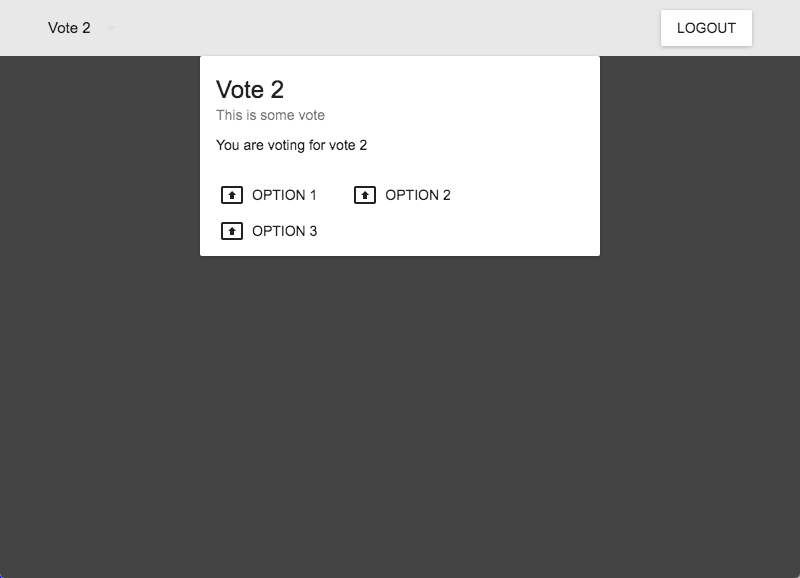 Vote 2
LOGOUT
Vote 2
This is some vote
You are voting for vote 2
OPTION 1
OPTION 2
OPTION 3